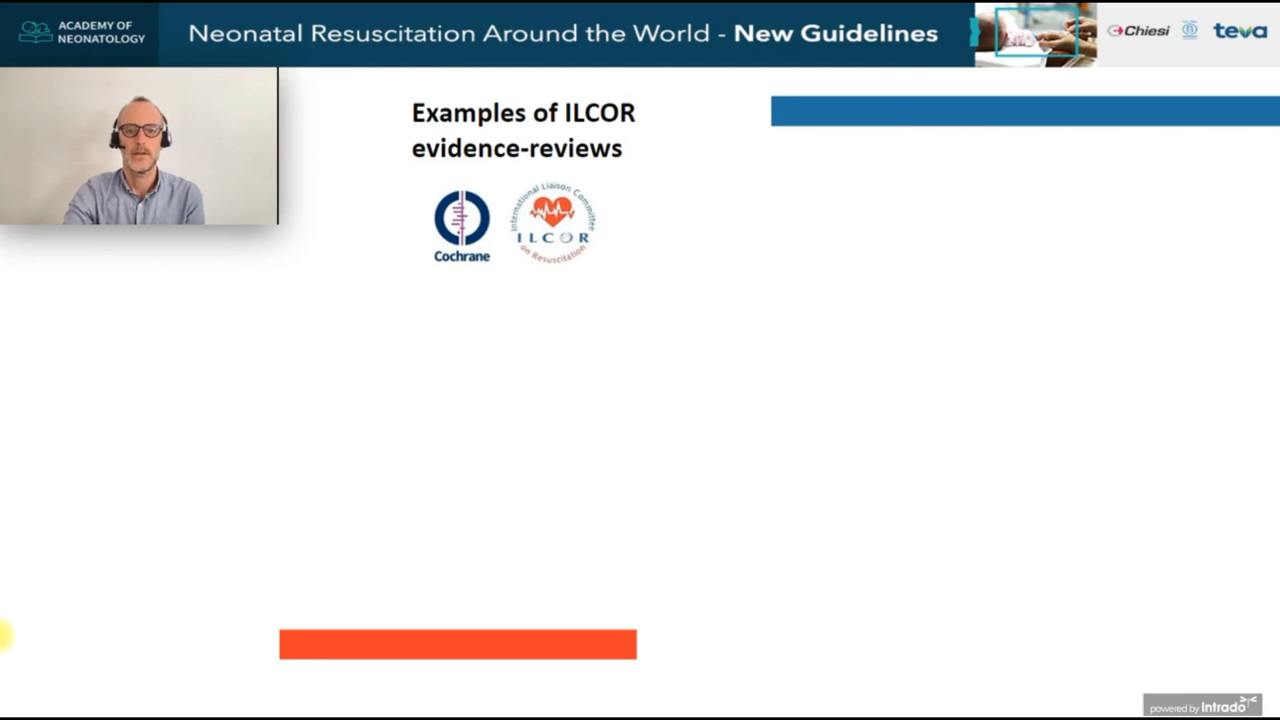 ACADEMY OF
NEONATOLOGY
Neonatal Resuscitation Around the World - New Guidelines
Chiesi
teva
Examples of ILCOR
evidence-reviews
Cochrane
International Liaison Committee
ILCOR
on Resuscitation
powered by intrado